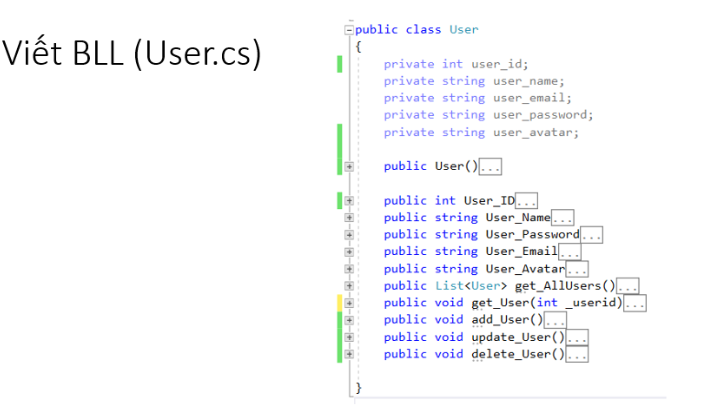 Viết BLL (User.cs)
public class User
{
private int user_id;
private string user_name;
private string user_email;
private string user_password;
private string user_avatar;
public User()...
public int User_ID...
public string User_Name...
public string User_Password...
public string User_Email...
public string User_Avatar...
public List<User> get_AllUsers()...
public void get_User(int _userid)...
public void add_User()...
public void update_User()...
public void delete_User()...
}